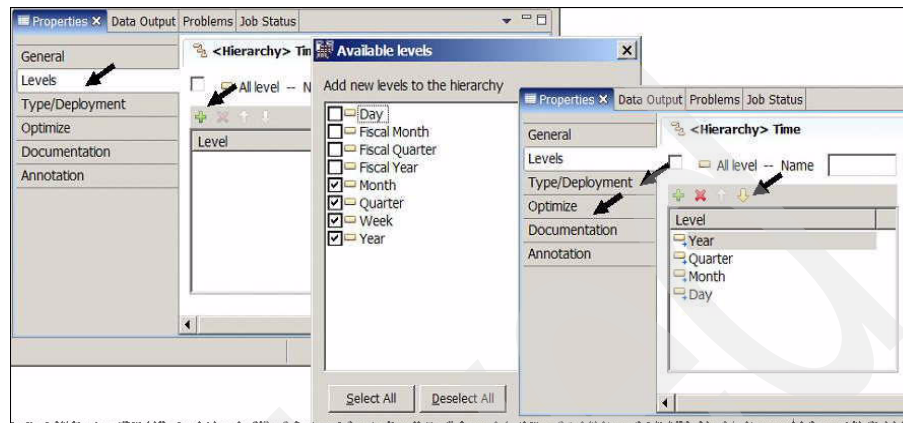 Properties X Data Output Problems Job Status
General
Levels
Type/Deployment
Optimize
Documentation
Annotation
<Hierarchy> Tim
All level -- N
Level
Available levels
Add new levels to the hierarchy
Day
Fiscal Month
Fiscal Quarter
Fiscal Year
Month
Quarter
Week
Year
Select All Deselect All
Properties X Data Output Problems Job Status
General
Levels
Type/Deployment
Optimize
Documentation
Annotation
<Hierarchy> Time
All level -- Name
Level
Year
Quarter
Month
Day